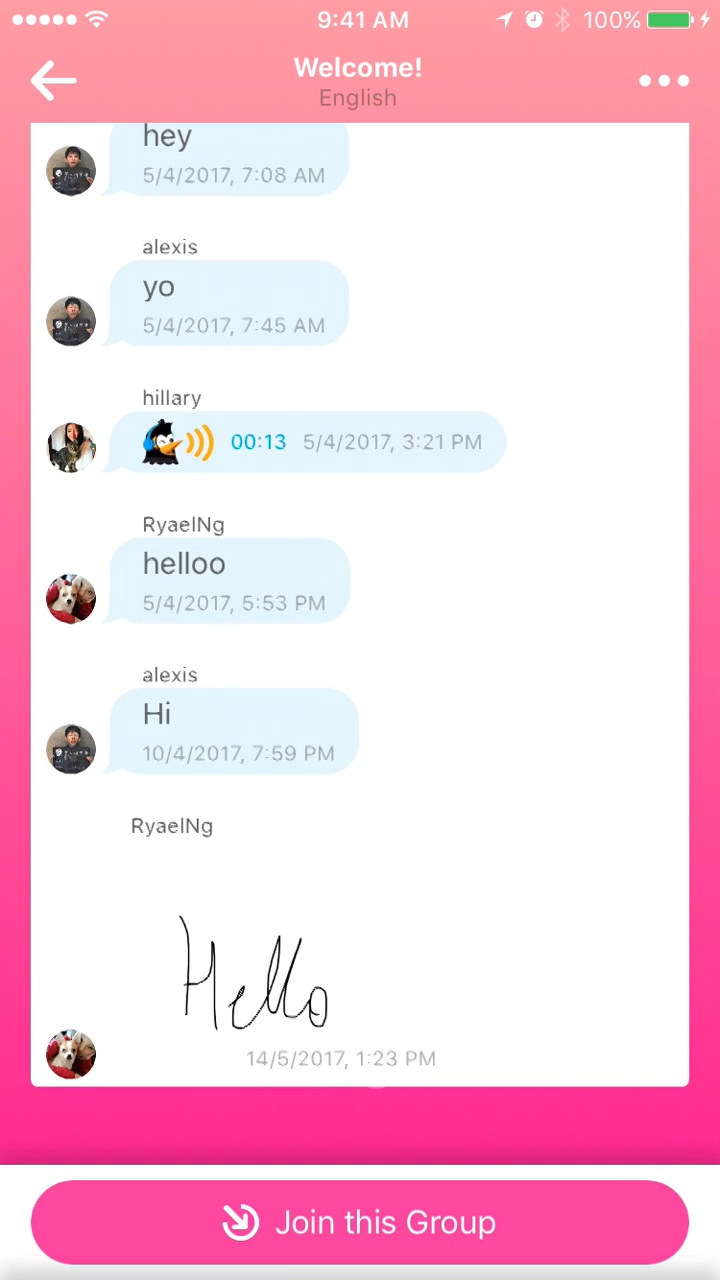 9:41 AM
100%
Welcome!
English
hey
5/4/2017, 7:08 AM
alexis
yo
5/4/2017, 7:45 AM
hillary
00:13 5/4/2017, 3:21 PM
RyaelNg
helloo
5/4/2017, 5:53 PM
alexis
Hi
10/4/2017, 7:59 PM
RyaelNg
Hello
14/5/2017, 1:23 PM
Join this Group